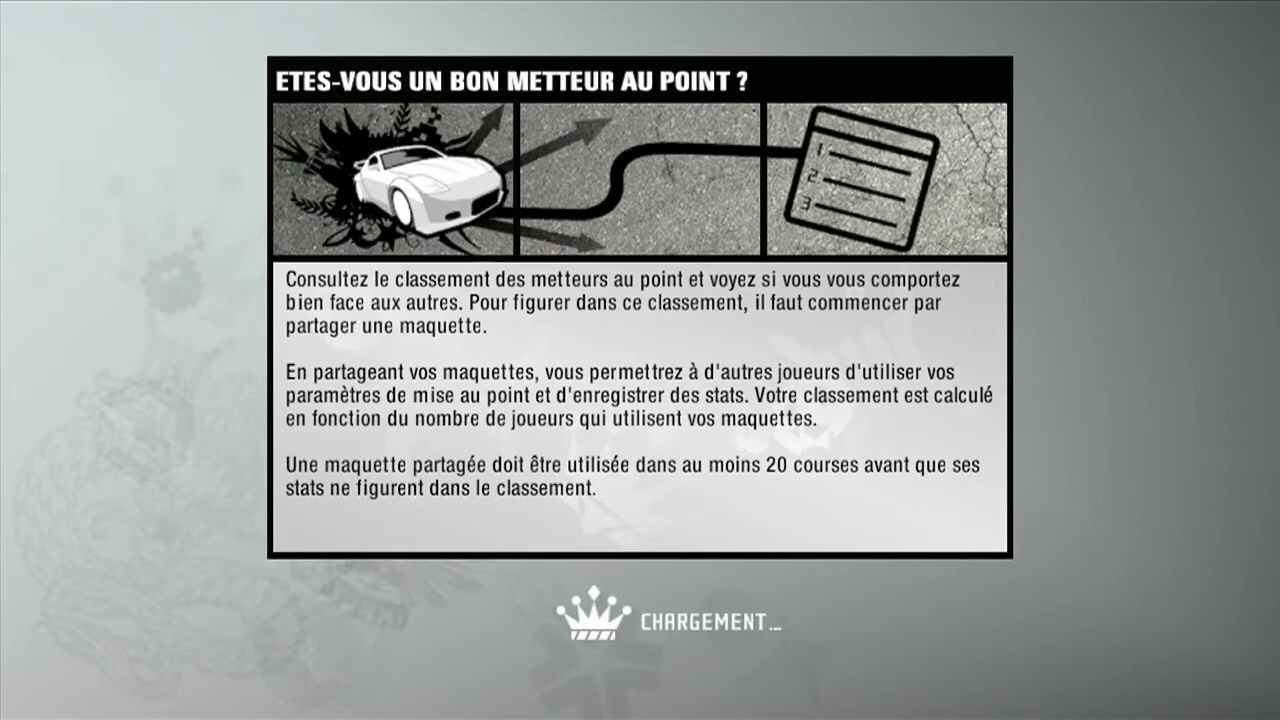 ETES-VOUS UN BON METTEUR AU POINT ?
1
2
3
Consultez le classement des metteurs au point et voyez si vous vous comportez
bien face aux autres. Pour figurer dans ce classement, il faut commencer par
partager une maquette.
En partageant vos maquettes, vous permettrez à d'autres joueurs d'utiliser vos
paramètres de mise au point et d'enregistrer des stats. Votre classement est calculé
en fonction du nombre de joueurs qui utilisent vos maquettes.
Une maquette partagée doit être utilisée dans au moins 20 courses avant que ses
stats ne figurent dans le classement.
CHARGEMENT...